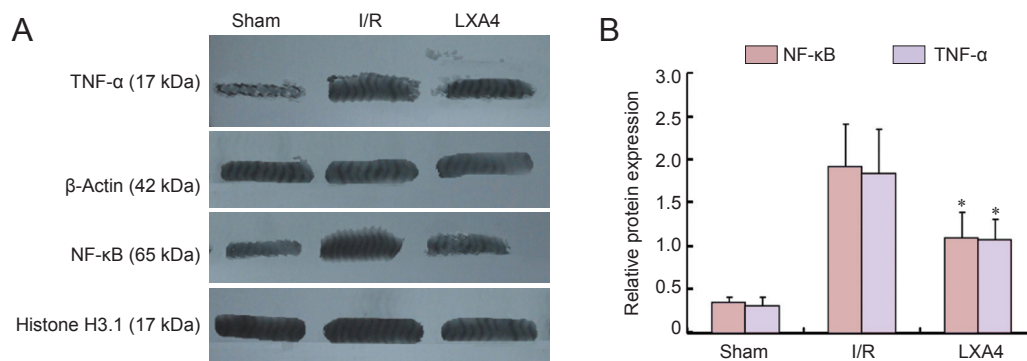 A
Sham I/R LXA4
TNF-α (17 kDa)
β-Actin (42 kDa)
NF-κB (65 kDa)
Histone H3.1 (17 kDa)
B
NF-κB TNF-α
Relative protein expression
3.0
2.5
2.0
1.5
1.0
0.5
0
* *
Sham I/R LXA4